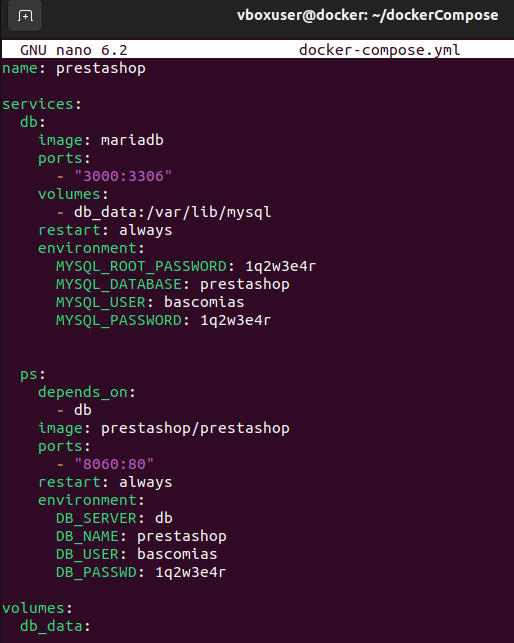 vboxuser@docker: ~/dockerCompose
GNU nano 6.2 docker-compose.yml
name: prestashop

services:
  db:
    image: mariadb
    ports:
      - "3000:3306"
    volumes:
      - db_data:/var/lib/mysql
    restart: always
    environment:
      MYSQL_ROOT_PASSWORD: 1q2w3e4r
      MYSQL_DATABASE: prestashop
      MYSQL_USER: bascomias
      MYSQL_PASSWORD: 1q2w3e4r

  ps:
    depends_on:
      - db
    image: prestashop/prestashop
    ports:
      - "8060:80"
    restart: always
    environment:
      DB_SERVER: db
      DB_NAME: prestashop
      DB_USER: bascomias
      DB_PASSWD: 1q2w3e4r

volumes:
  db_data: